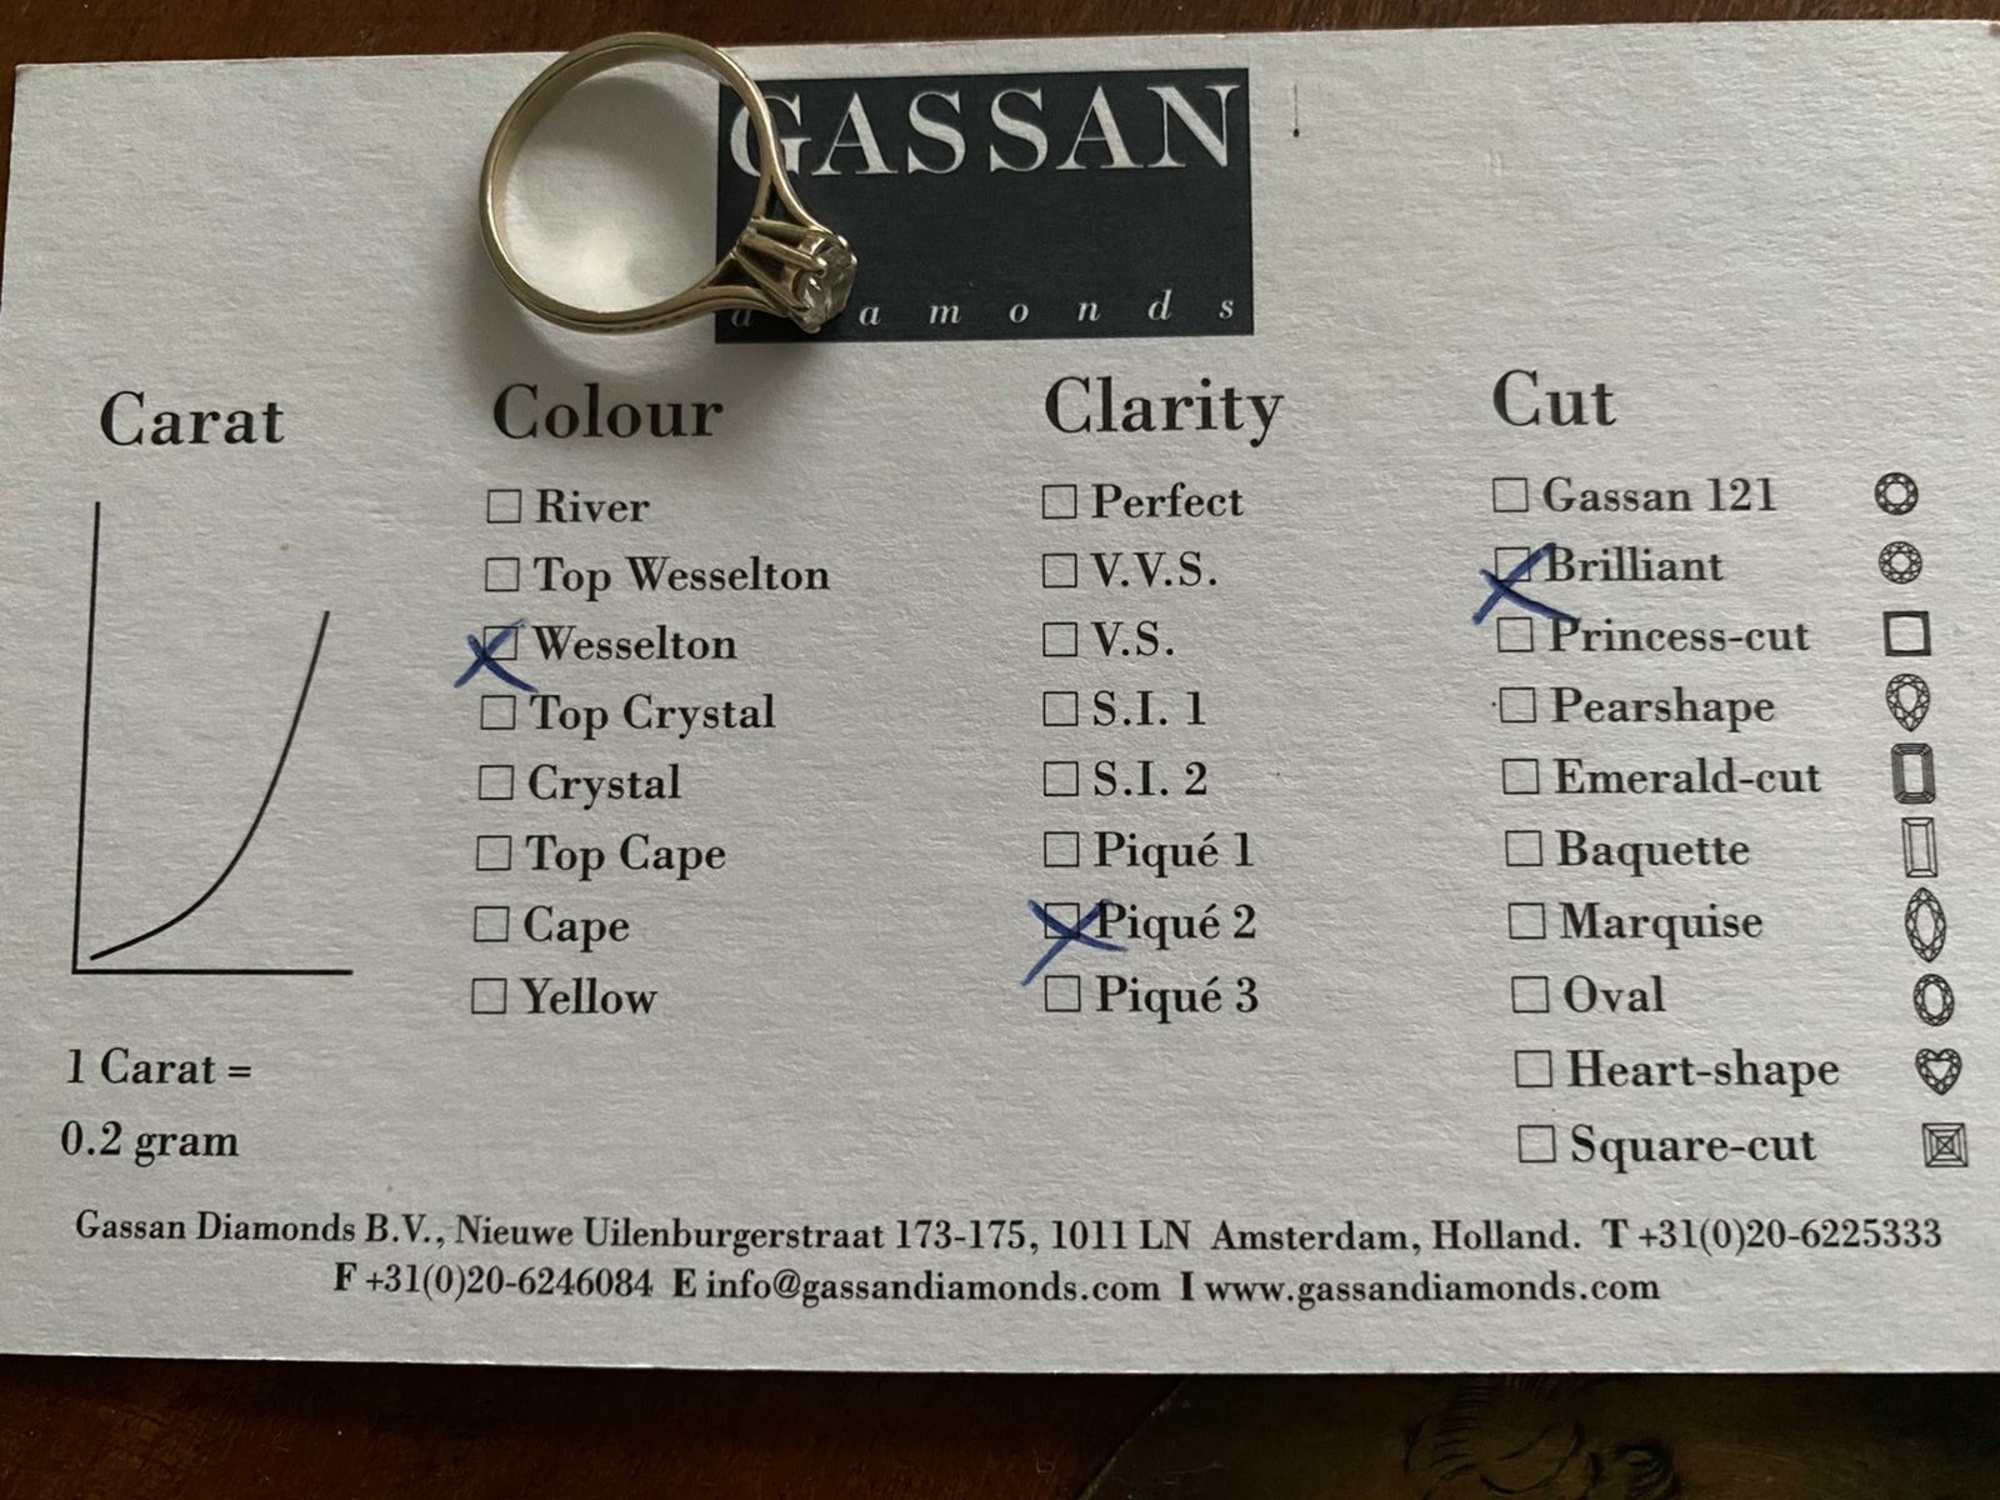 GASSAN
d a m o n d s
Carat
Colour
Clarity
Cut
River
Top Wesselton
Wesselton
Top Crystal
Crystal
Top Cape
Cape
Yellow
Perfect
V.V.S.
V.S.
S.I. 1
S.I. 2
Piqué 1
Piqué 2
Piqué 3
Gassan 121
Brilliant
Princess-cut
Pearshape
Emerald-cut
Baquette
Marquise
Oval
Heart-shape
Square-cut
1 Carat =
0.2 gram
Gassan Diamonds B.V., Nieuwe Uilenburgerstraat 173-175, 1011 LN Amsterdam, Holland. T +31(0)20-6225333
F +31(0)20-6246084 E info@gassandiamonds.com I www.gassandiamonds.com